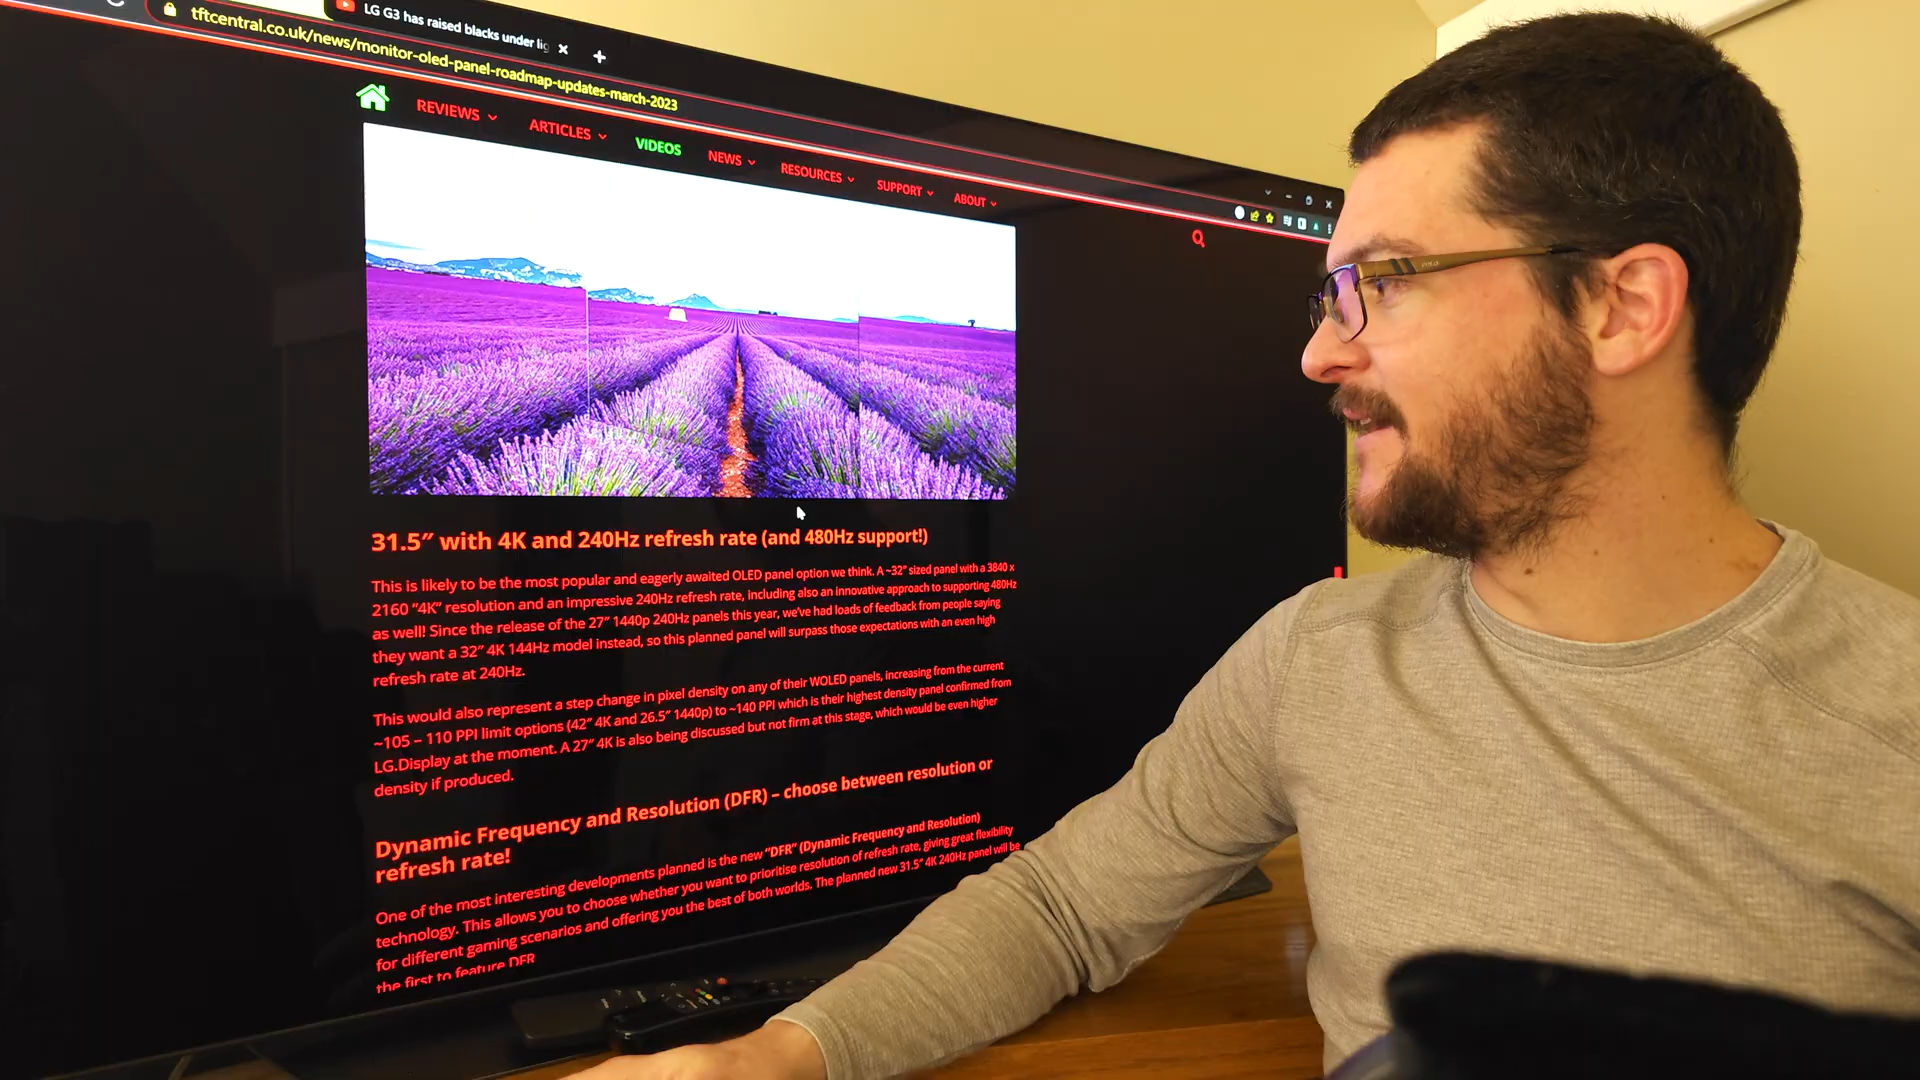 LG G3 has raised blacks under lig
tftcentral.co.uk/news/monitor-oled-panel-roadmap-updates-march-2023
REVIEWS
ARTICLES
VIDEOS
NEWS
RESOURCES
SUPPORT
ABOUT
31.5″ with 4K and 240Hz refresh rate (and 480Hz support!)
This is likely to be the most popular and eagerly awaited OLED panel option we think. A ~32″ sized panel with a 3840 x
2160 “4K” resolution and an impressive 240Hz refresh rate, including also an innovative approach to supporting 480Hz
as well! Since the release of the 27″ 1440p 240Hz panels this year, we’ve had loads of feedback from people saying
they want a 32″ 4K 144Hz model instead, so this planned panel will surpass those expectations with an even high
refresh rate at 240Hz.
This would also represent a step change in pixel density on any of their WOLED panels, increasing from the current
~105 – 110 PPI limit options (42″ 4K and 26.5″ 1440p) to ~140 PPI which is their highest density panel confirmed from
LG.Display at the moment. A 27″ 4K is also being discussed but not firm at this stage, which would be even higher
density if produced.
Dynamic Frequency and Resolution (DFR) – choose between resolution or
refresh rate!
One of the most interesting developments planned is the new “DFR” (Dynamic Frequency and Resolution)
technology. This allows you to choose whether you want to prioritise resolution of refresh rate, giving great flexibility
for different gaming scenarios and offering you the best of both worlds. The planned new 31.5″ 4K 240Hz panel will be
the first to feature DFR